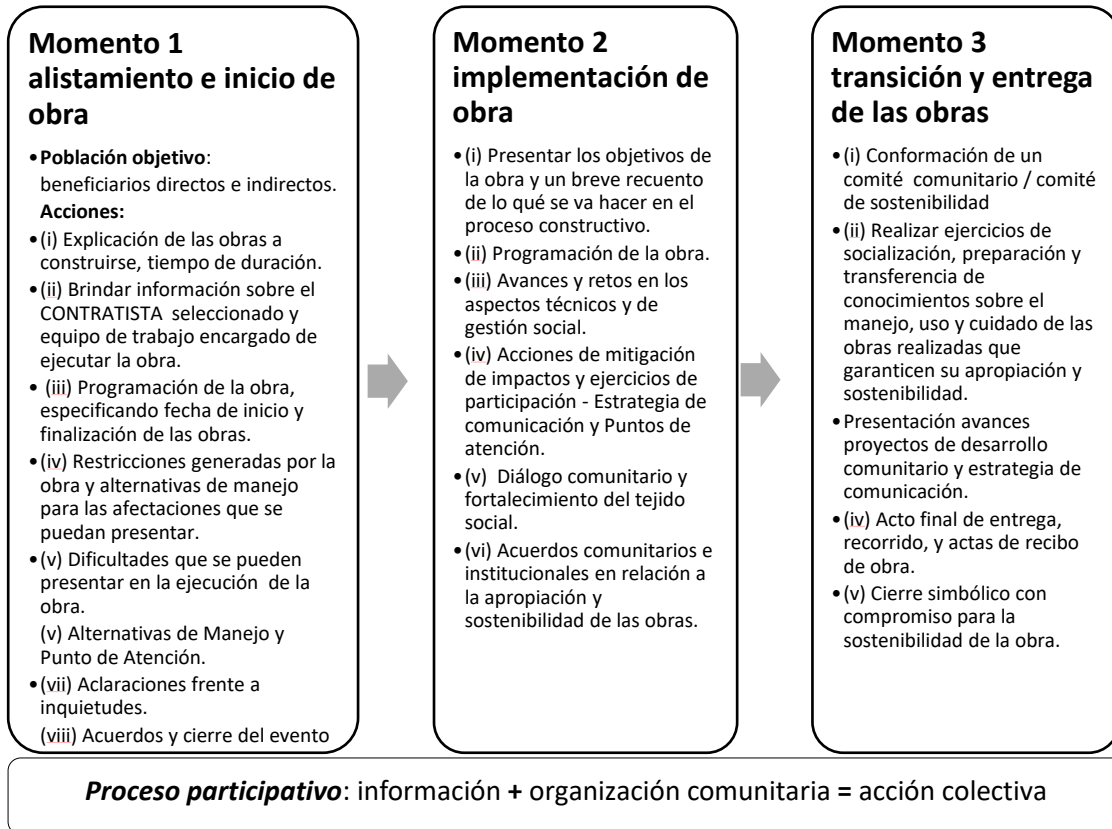 Momento 1
alistamiento e inicio de
obra
•Población objetivo:
beneficiarios directos e indirectos.
Acciones:
•(i) Explicación de las obras a
construirse, tiempo de duración.
•(ii) Brindar información sobre el
CONTRATISTA seleccionado y
equipo de trabajo encargado de
ejecutar la obra.
• (iii) Programación de la obra,
especificando fecha de inicio y
finalización de las obras.
•(iv) Restricciones generadas por la
obra y alternativas de manejo
para las afectaciones que se
puedan presentar.
•(v) Dificultades que se pueden
presentar en la ejecución de la
obra.
(v) Alternativas de Manejo y
Punto de Atención.
•(vii) Aclaraciones frente a
inquietudes.
(viii) Acuerdos y cierre del evento
Momento 2
implementación de
obra
•(i) Presentar los objetivos de
la obra y un breve recuento
de lo qué se va hacer en el
proceso constructivo.
•(ii) Programación de la obra.
•(iii) Avances y retos en los
aspectos técnicos y de
gestión social.
•(iv) Acciones de mitigación
de impactos y ejercicios de
participación - Estrategia de
comunicación y Puntos de
atención.
•(v) Diálogo comunitario y
fortalecimiento del tejido
social.
•(vi) Acuerdos comunitarios e
institucionales en relación a
la apropiación y
sostenibilidad de las obras.
Momento 3
transición y entrega
de las obras
•(i) Conformación de un
comité comunitario / comité
de sostenibilidad
•(ii) Realizar ejercicios de
socialización, preparación y
transferencia de
conocimientos sobre el
manejo, uso y cuidado de las
obras realizadas que
garanticen su apropiación y
sostenibilidad.
•Presentación avances
proyectos de desarrollo
comunitario y estrategia de
comunicación.
•(iv) Acto final de entrega,
recorrido, y actas de recibo
de obra.
•(v) Cierre simbólico con
compromiso para la
sostenibilidad de la obra.
Proceso participativo: información + organización comunitaria = acción colectiva